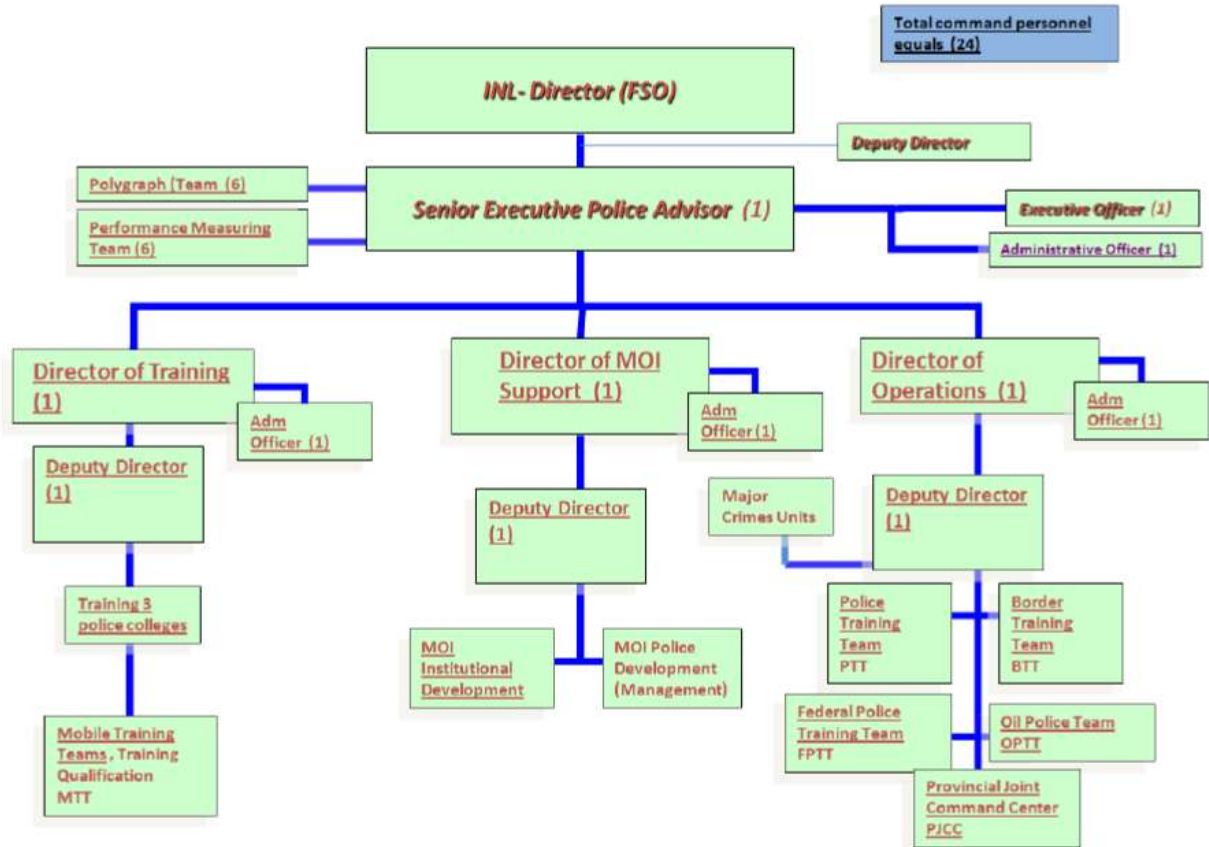 Total command personnel
equals (24)
INL- Director (FSO)
Deputy Director
Polygraph (Team (6)
Senior Executive Police Advisor (1)
Performance Measuring
Team (6)
Executive Officer (1)
Administrative Officer (1)
Director of Training
(1)
Adm
Officer (1)
Director of MOI
Support (1)
Adm
Officer (1)
Director of
Operations (1)
Adm
Officer (1)
Deputy Director
(1)
Deputy Director
(1)
Major
Crimes Units
Deputy Director
(1)
Training 3
police colleges
Mobile Training
Teams , Training
Qualification
MTT
MOI
Institutional
Development
MOI Police
Development
(Management)
Police
Training
Team
PTT
Border
Training
Team
BTT
Federal Police
Training Team
FPTT
Oil Police Team
OPTT
Provincial Joint
Command Center
PJCC